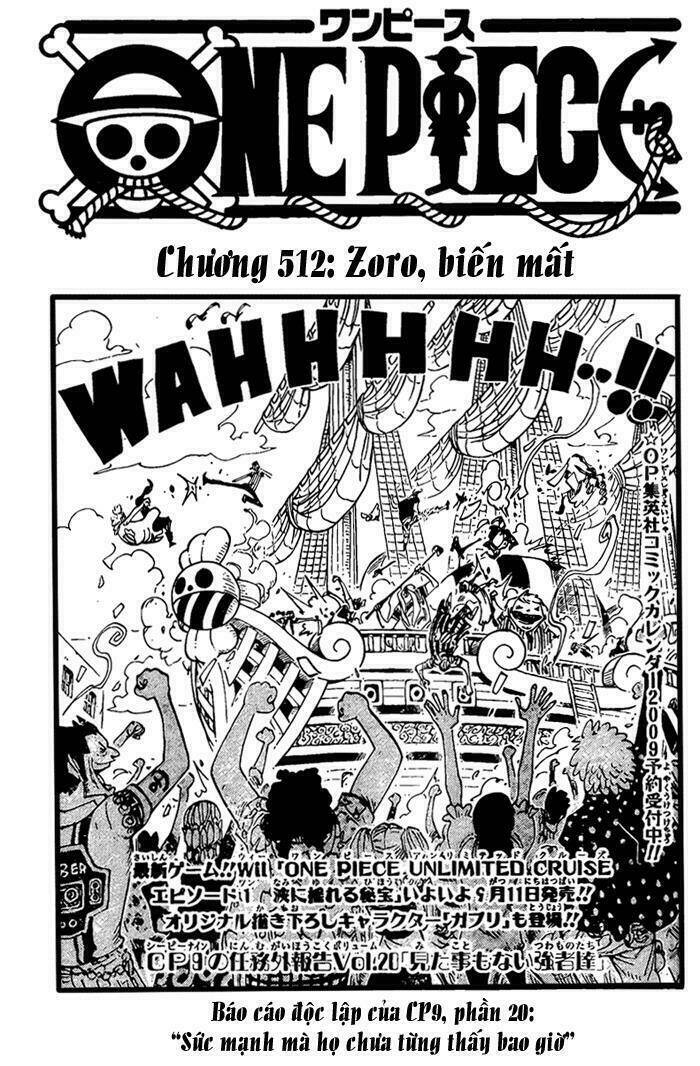 ワンピース
ONE PIECE
Chương 512: Zoro, biến mất
WAHHHHHH...!!
☆OP集英社コミックカレンダー2009予約受付中!!
最新ゲーム!!Wii「ONE PIECE UNLIMITED CRUISE
エピソード1 波に揺れる秘宝」いよいよ9月11日発売!!
オリジナル描き下ろしキャラクター「ガブリ」も登場!!
CP9の任務外報告Vol.20「見た事もない強者達」
BER
Báo cáo độc lập của CP9, phần 20:
“Sức mạnh mà họ chưa từng thấy bao giờ”